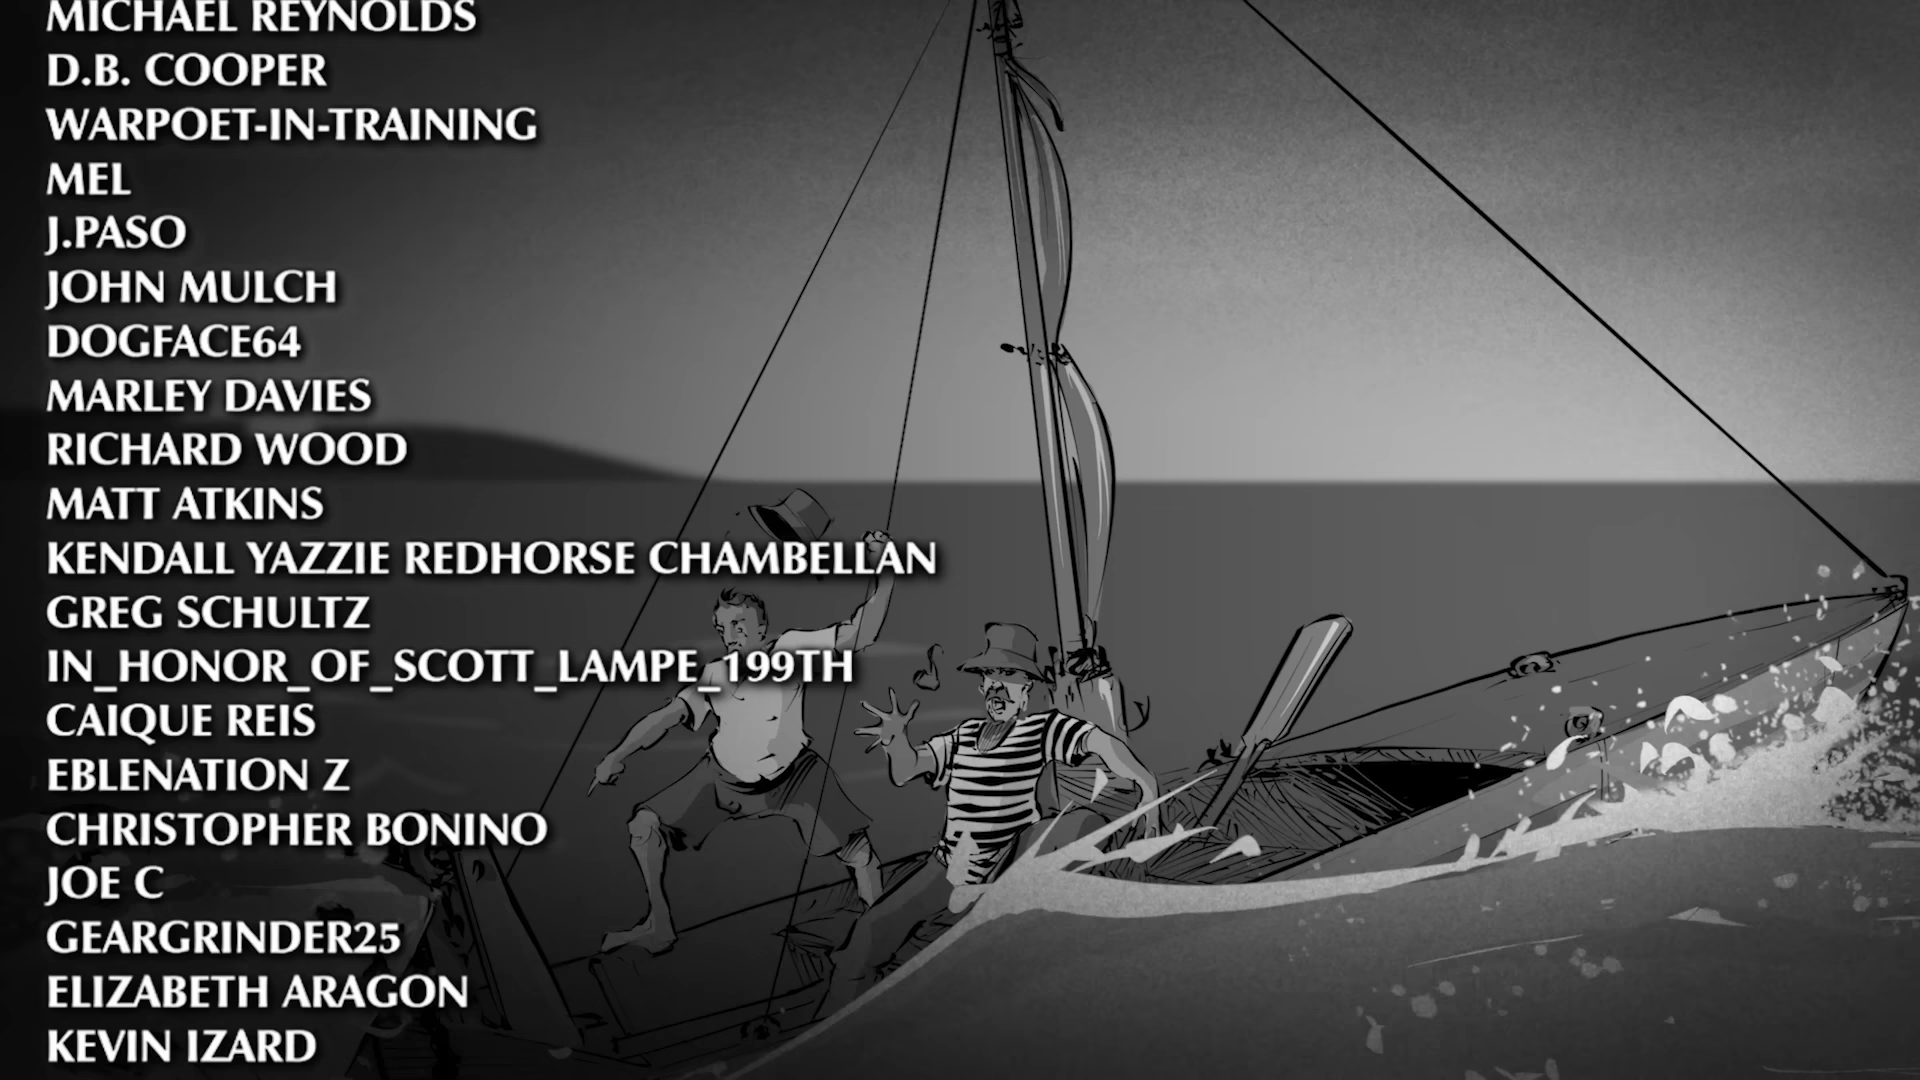 MICHAEL REYNOLDS
D.B. COOPER
WARPOET-IN-TRAINING
MEL
J.PASO
JOHN MULCH
DOGFACE64
MARLEY DAVIES
RICHARD WOOD
MATT ATKINS
KENDALL YAZZIE REDHORSE CHAMBELLAN
GREG SCHULTZ
IN_HONOR_OF_SCOTT_LAMPE_199TH
CAIQUE REIS
EBLENATION Z
CHRISTOPHER BONINO
JOE C
GEARGRINDER25
ELIZABETH ARAGON
KEVIN IZARD